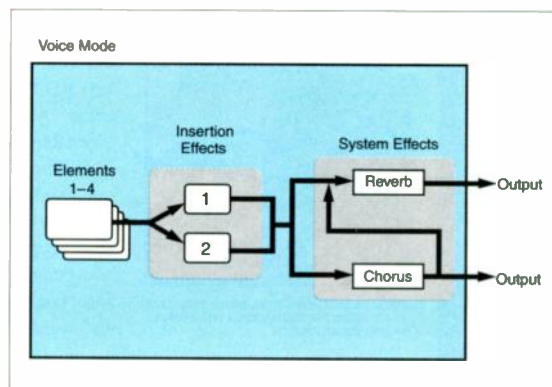 Voice Mode
Insertion
Effects
System Effects
Elements
1–4
1
2
Reverb
Chorus
Output
Output